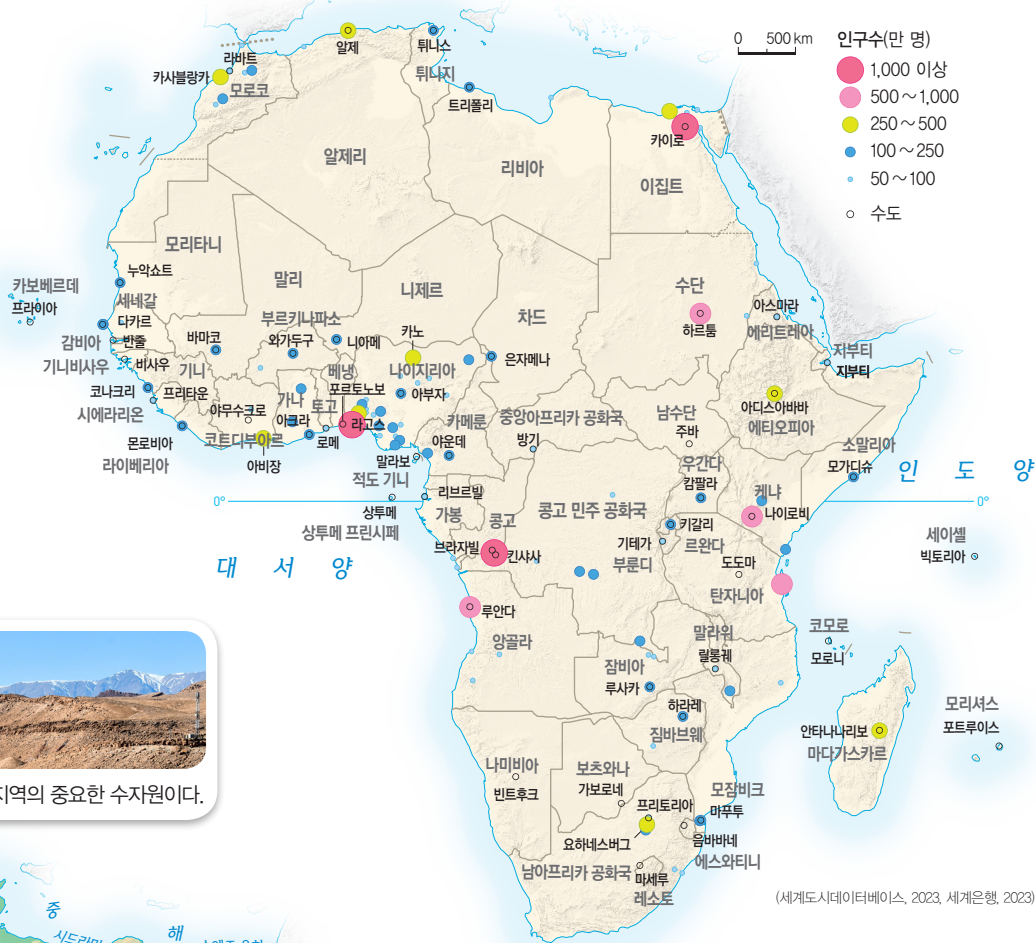 0 500 km
인구수(만 명)
1,000 이상
500～1,000
250～500
100～250
50～100
수도
알제
튀니스
라바트
카사블랑카
모로코
튀니지
트리폴리
카이로
알제리
리비아
이집트
모리타니
누악쇼트
카보베르데
프라이아
세네갈
다카르
감비아
반줄
기니비사우
비사우
말리
니제르
차드
수단
하르툼
아스마라
에리트레아
지부티
지부티
부르키나파소
바마코
와가두구
니아메
카노
은자메나
기니
베냉
나이지리아
코나크리
프리타운
시에라리온
포르토노보
아부자
가나
토고
야무수크로
아크라
라고스
카메룬
중앙아프리카 공화국
남수단
아디스아바바
에티오피아
몬로비아
코트디부아르
로메
야운데
방기
주바
소말리아
라이베리아
아비장
말라보
우간다
모가디슈
인 도 양
적도 기니
캄팔라
케냐
0°
리브르빌
0°
상투메
가봉
콩고
콩고 민주 공화국
나이로비
상투메 프린시페
키갈리
세이셸
브라자빌
킨샤사
기테가
르완다
빅토리아
대 서 양
부룬디
도도마
탄자니아
루안다
앙골라
말라위
코모로
잠비아
릴롱궤
모로니
루사카
하라레
모리셔스
안타나나리보
포트루이스
짐바브웨
마다가스카르
나미비아
보츠와나
빈트후크
가보로네
모잠비크
지역의 중요한 수자원이다.
프리토리아
마푸투
요하네스버그
음바바네
에스와티니
남아프리카 공화국
마세루
레소토
(세계도시데이터베이스, 2023, 세계은행, 2023)
중 해